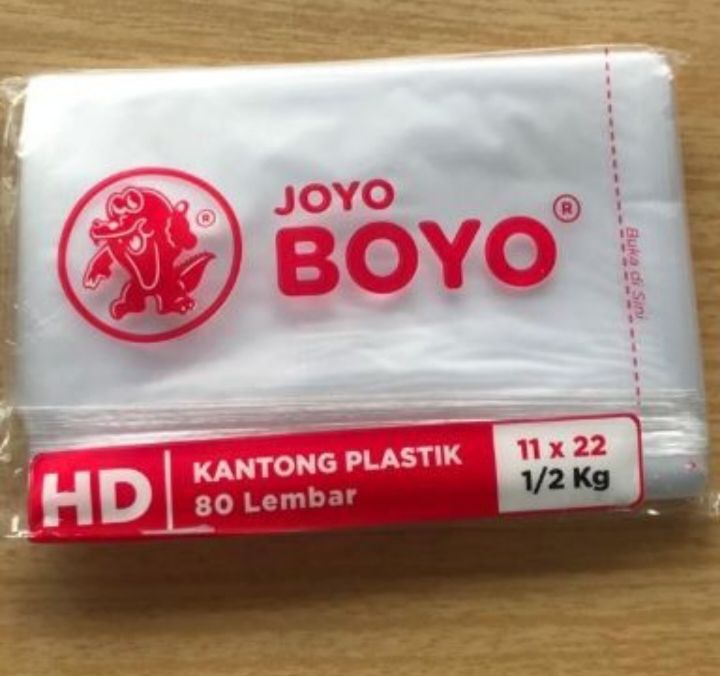 JOYO
BOYO ®
®
Buka di Sini
HD
KANTONG PLASTIK
80 Lembar
11 x 22
1/2 Kg